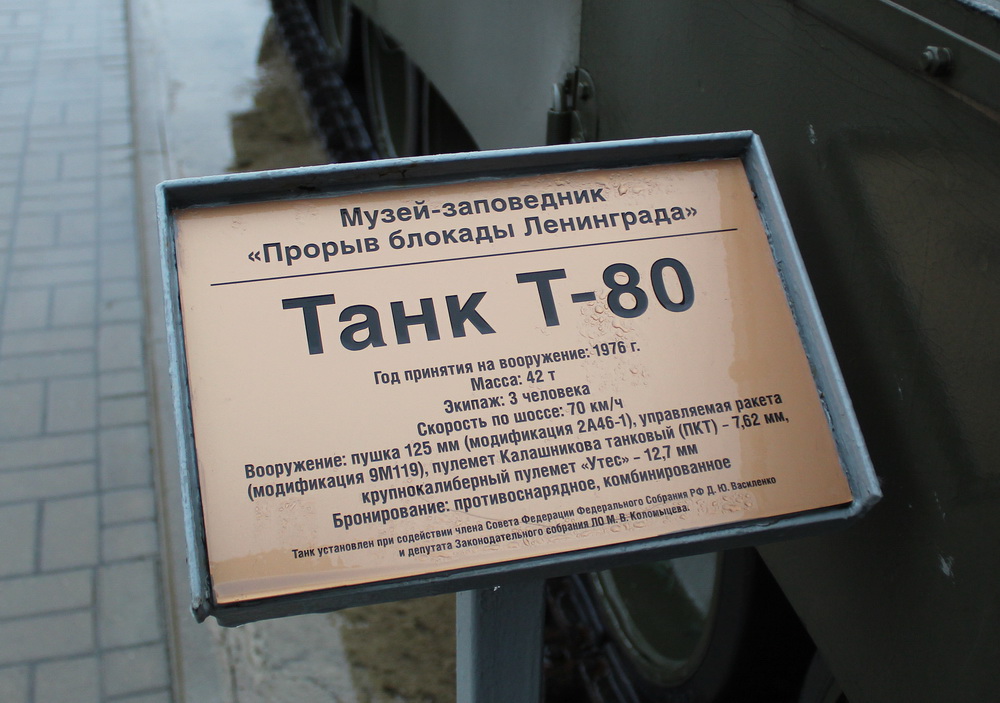 Музей-заповедник
«Прорыв блокады Ленинграда»
Танк Т-80
Год принятия на вооружение: 1976 г.
Масса: 42 т
Экипаж: 3 человека
Скорость по шоссе: 70 км/ч
Вооружение: пушка 125 мм (модификация 2А46-1), управляемая ракета
(модификация 9М119), пулемет Калашникова танковый (ПКТ) – 7,62 мм,
крупнокалиберный пулемет «Утес» – 12,7 мм
Бронирование: противоснарядное, комбинированное
Танк установлен при содействии члена Совета Федерации Федерального Собрания РФ Д. Ю. Василенко
и депутата Законодательного собрания ЛО М. В. Коломыцева.